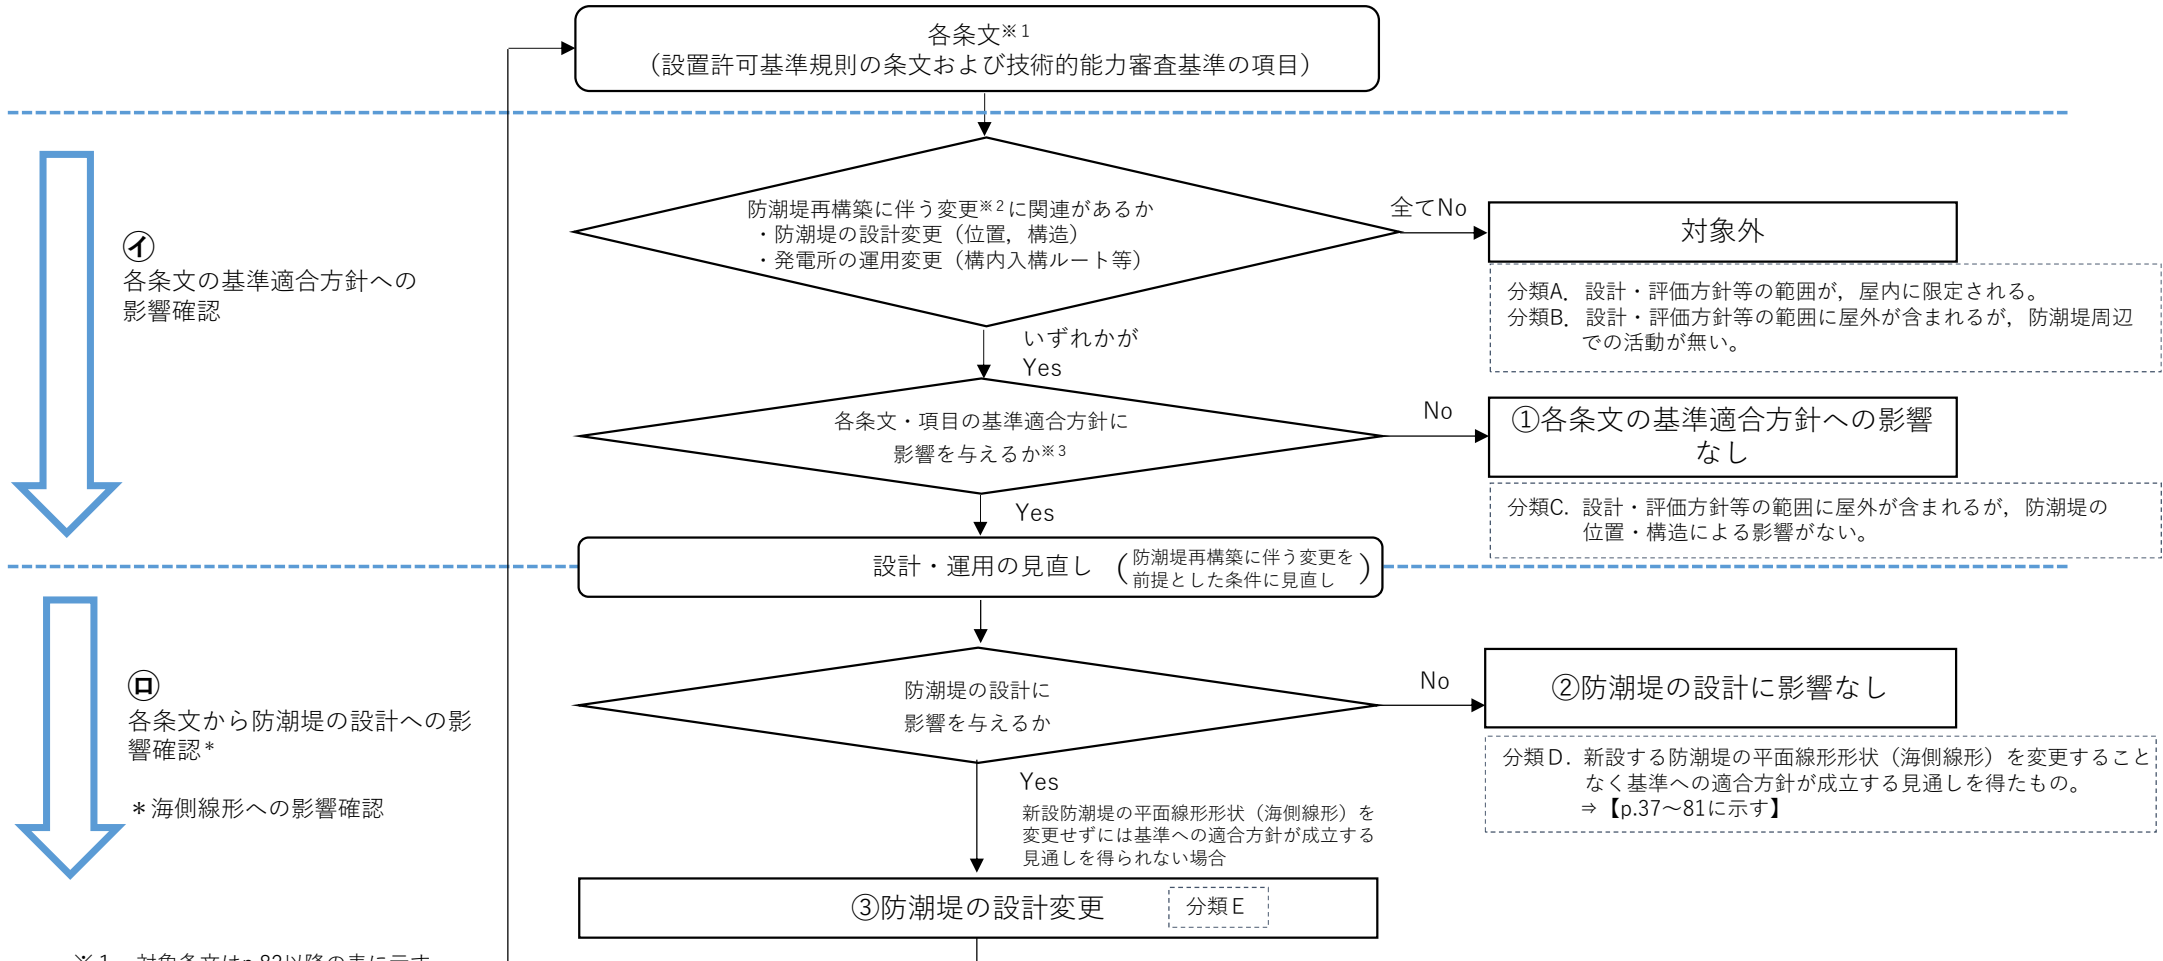 各条文※1
（設置許可基準規則の条文および技術的能力審査基準の項目）
㋑
各条文の基準適合方針への
影響確認
防潮堤再構築に伴う変更※2に関連があるか
・防潮堤の設計変更（位置，構造）
・発電所の運用変更（構内入構ルート等）
全てNo
対象外
分類A．設計・評価方針等の範囲が，屋内に限定される。
分類B．設計・評価方針等の範囲に屋外が含まれるが，防潮堤周辺
での活動が無い。
いずれかが
Yes
各条文・項目の基準適合方針に
影響を与えるか※3
No
①各条文の基準適合方針への影響
なし
分類C．設計・評価方針等の範囲に屋外が含まれるが，防潮堤の
位置・構造による影響がない。
Yes
設計・運用の見直し
（防潮堤再構築に伴う変更を
前提とした条件に見直し）
㋺
各条文から防潮堤の設計への影
響確認*
＊海側線形への影響確認
防潮堤の設計に
影響を与えるか
No
②防潮堤の設計に影響なし
分類Ｄ．新設する防潮堤の平面線形形状（海側線形）を変更すること
なく基準への適合方針が成立する見通しを得たもの。
⇒【p.37～81に示す】
Yes
新設防潮堤の平面線形形状（海側線形）を
変更せずには基準への適合方針が成立する
見通しを得られない場合
③防潮堤の設計変更
分類Ｅ
※１ 対象条文はp.82以降の表に示す